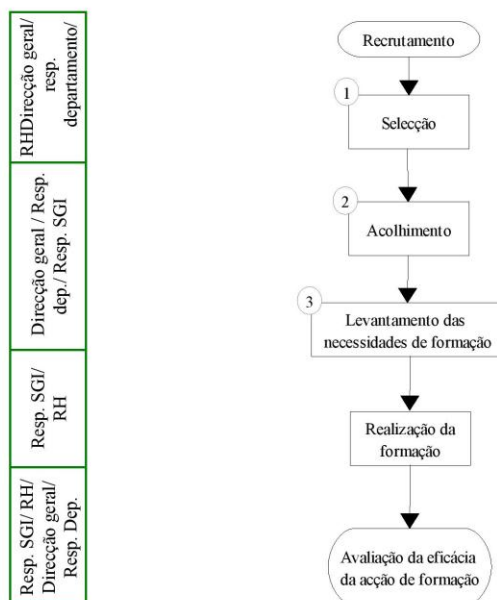 RHDirecção geral/
resp.
departamento/
Direcção geral / Resp.
dep./ Resp. SGI
Resp. SGI/
RH
Resp. SGI/ RH/
Direcção geral/
Resp. Dep.
Recrutamento
1
Selecção
2
Acolhimento
3
Levantamento das
necessidades de formação
Realização da
formação
Avaliação da eficácia
da acção de formação